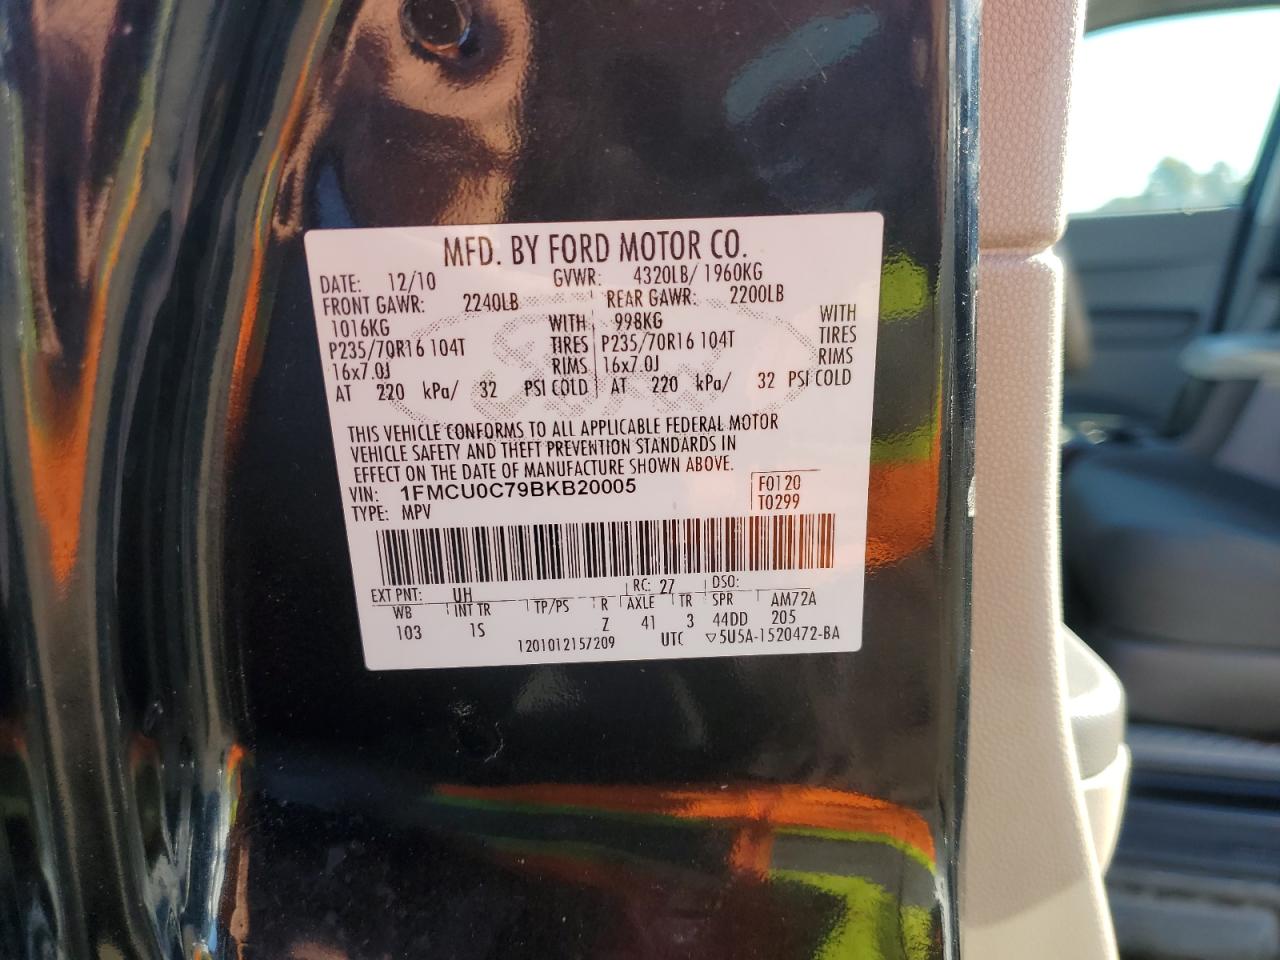 MFD. BY FORD MOTOR CO.
DATE: 12/10 GVWR: 4320LB/ 1960KG
FRONT GAWR: 2240LB REAR GAWR: 2200LB
1016KG WITH 998KG WITH
P235/70R16 104T TIRES P235/70R16 104T TIRES
16x7.0J RIMS 16x7.0J RIMS
AT 220 kPa/ 32 PSI COLD AT 220 kPa/ 32 PSI COLD
THIS VEHICLE CONFORMS TO ALL APPLICABLE FEDERAL MOTOR
VEHICLE SAFETY AND THEFT PREVENTION STANDARDS IN
EFFECT ON THE DATE OF MANUFACTURE SHOWN ABOVE.
VIN: 1FMCU0C79BKB20005 F0120
TYPE: MPV T0299
EXT PNT: UH RC: 27 DSO:
WB INT TR TP/PS R AXLE TR SPR AM72A
103 1S Z 41 3 44DD 205
1201012157209 UTC ▽5U5A-1520472-BA